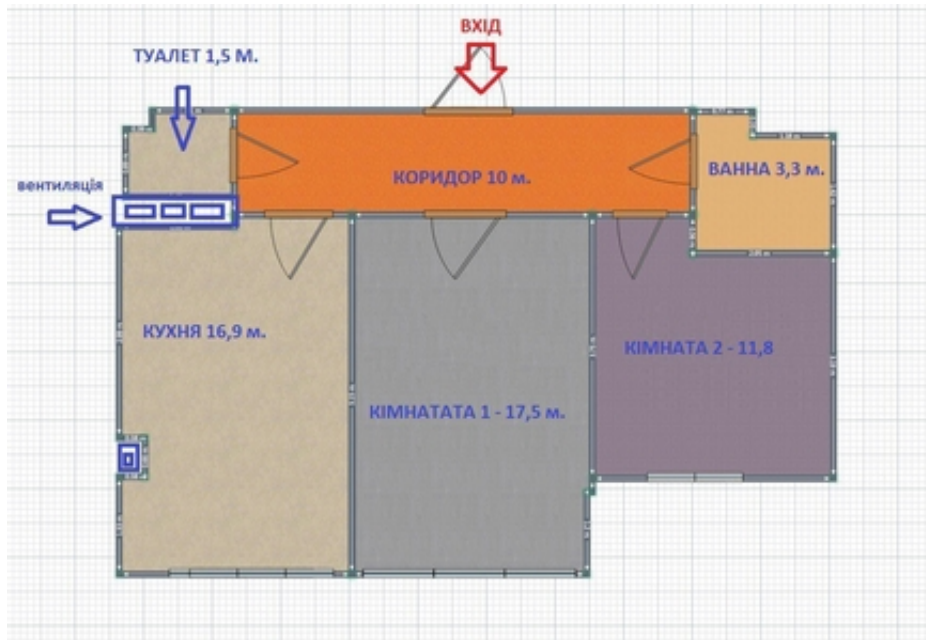 ВХІД
ТУАЛЕТ 1,5 М.
КОРИДОР 10 м.
ВАННА 3,3 м.
вентиляція
КУХНЯ 16,9 м.
КІМНАТА 2 - 11,8
КІМНАТАТА 1 - 17,5 м.